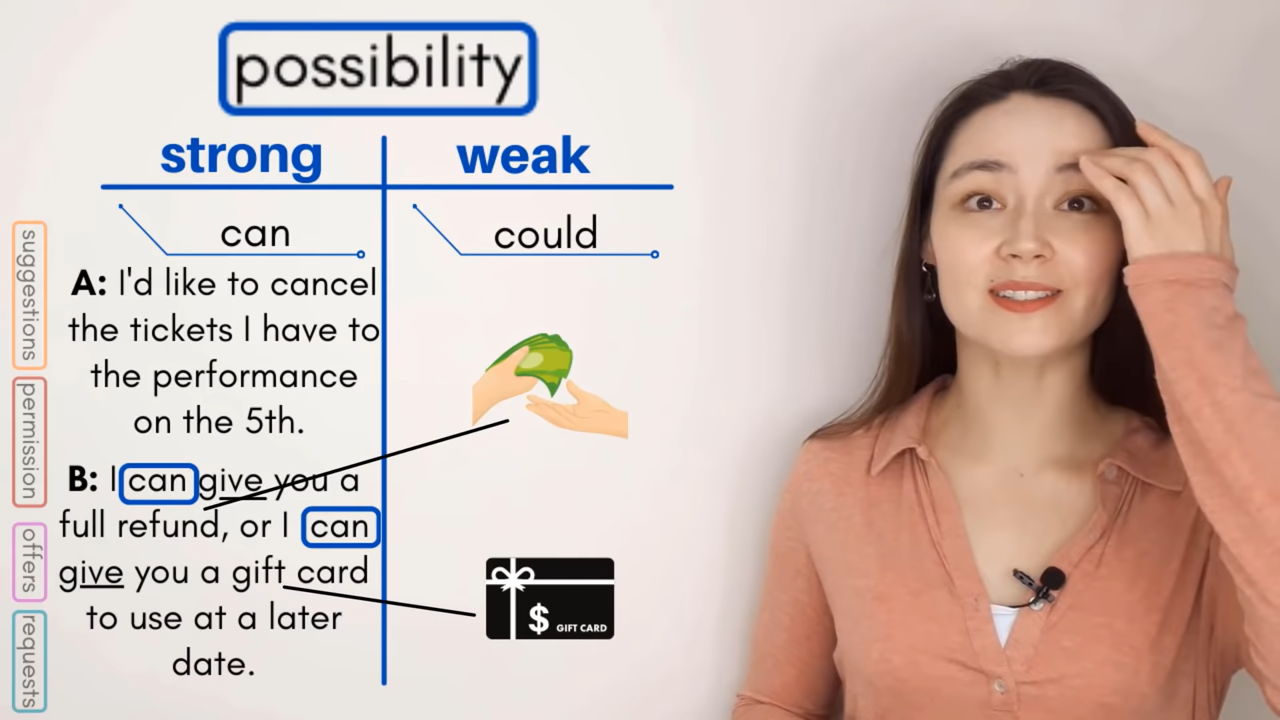 possibility
strong
weak
can
could
A: I'd like to cancel
the tickets I have to
the performance
on the 5th.
B: I can give you a
full refund, or I can
give you a gift card
to use at a later
date.
$ GIFT CARD
suggestions
permission
offers
requests